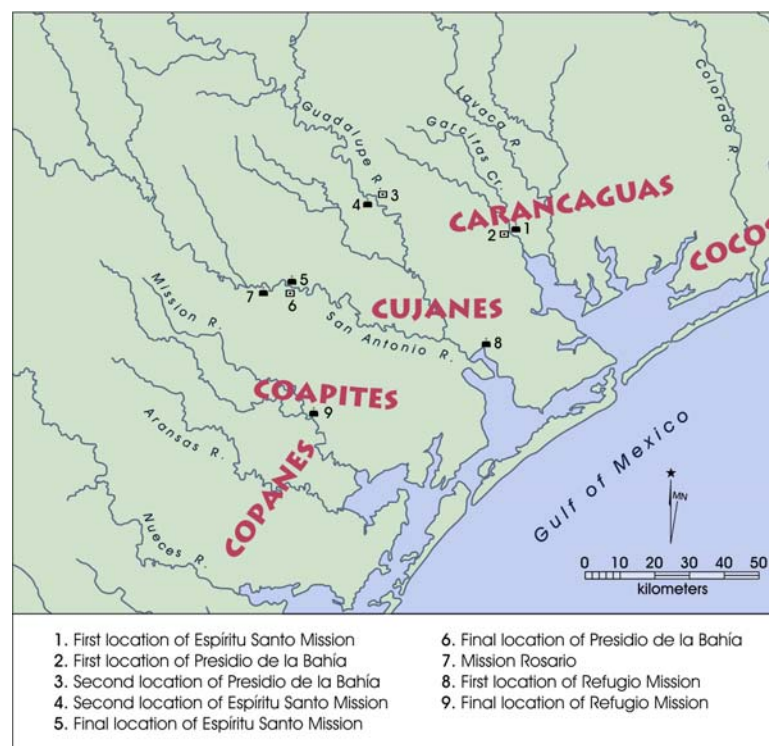 Guadalupe R.
Garcitas Cr.
Lavaca R.
Colorado R.
3
4
CARANCAGUAS
1
2
COCOS
5
7
6
Mission R.
CUJANES
San Antonio R.
8
COAPITES
9
Aransas R.
COPANES
Nueces R.
Gulf of Mexico
MN
0 10 20 30 40 50
kilometers
1. First location of Espíritu Santo Mission
2. First location of Presidio de la Bahía
3. Second location of Presidio de la Bahía
4. Second location of Espíritu Santo Mission
5. Final location of Espíritu Santo Mission
6. Final location of Presidio de la Bahía
7. Mission Rosario
8. First location of Refugio Mission
9. Final location of Refugio Mission